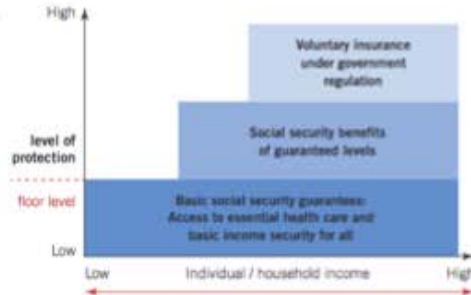 High
Voluntary insurance
under government
regulation
level of
protection
Social security benefits
of guaranteed levels
floor level
Basic social security guarantees:
Access to essential health care and
basic income security for all
Low
Low
Individual / household income
High